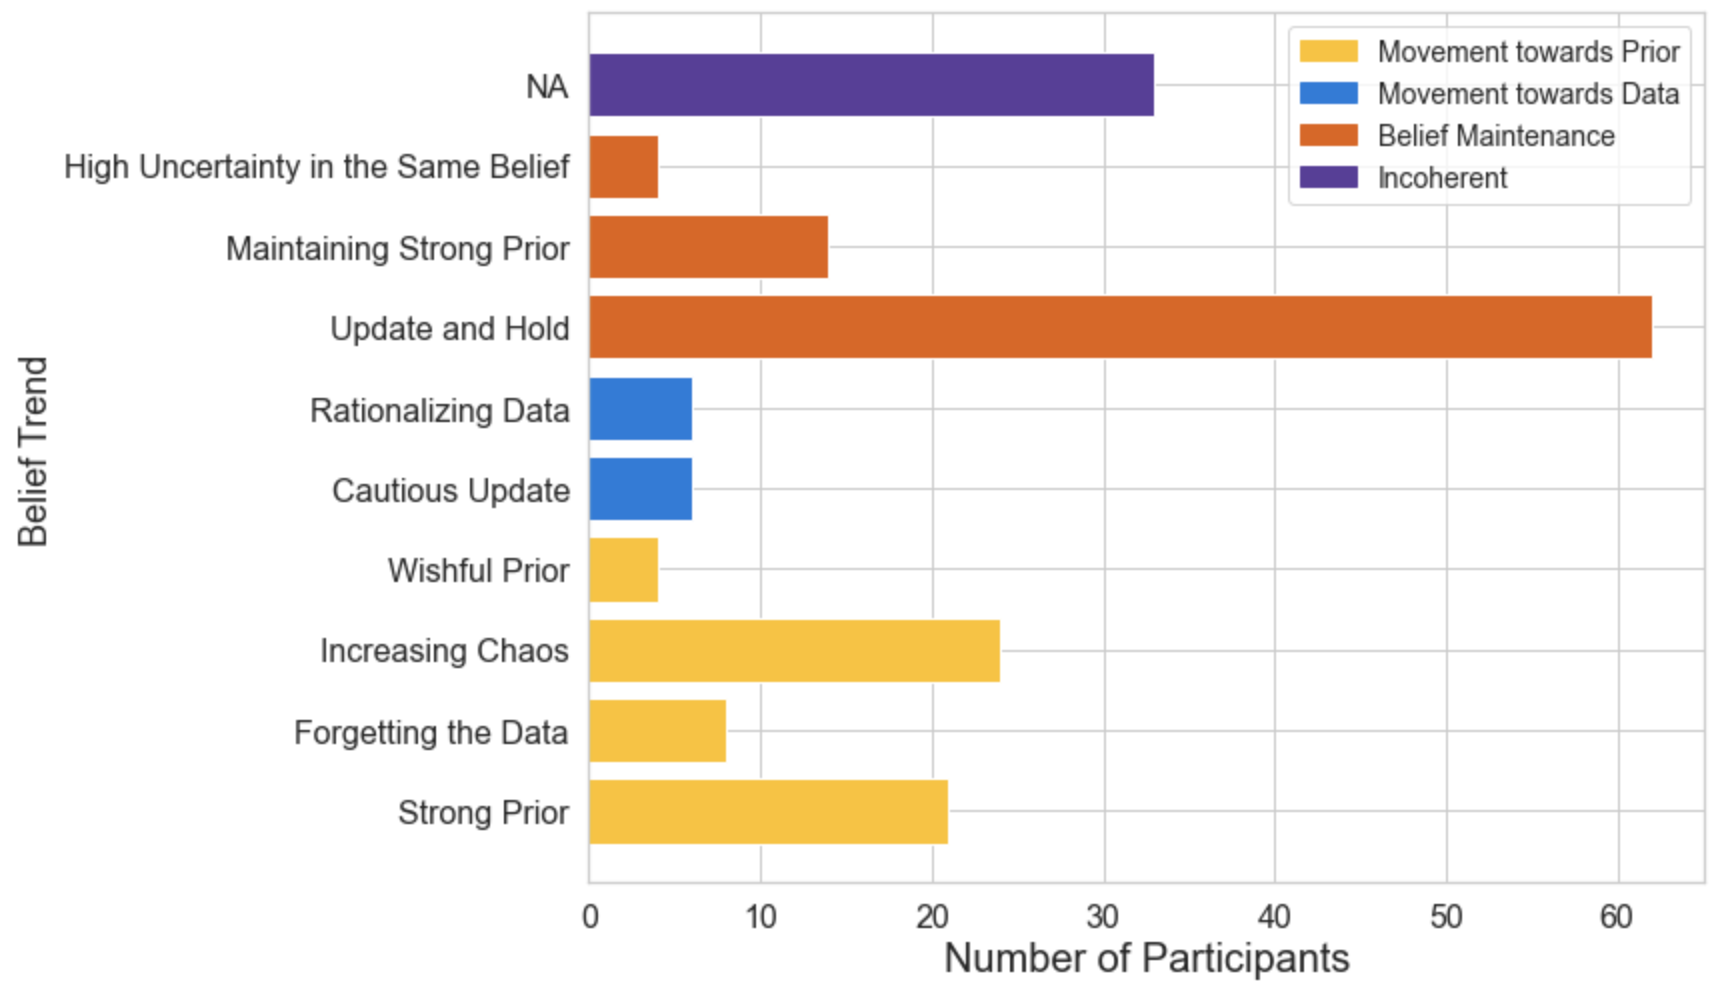 Movement towards Prior
Movement towards Data
Belief Maintenance
Incoherent
NA
High Uncertainty in the Same Belief
Maintaining Strong Prior
Update and Hold
Rationalizing Data
Cautious Update
Wishful Prior
Increasing Chaos
Forgetting the Data
Strong Prior
Belief Trend
0 10 20 30 40 50 60
Number of Participants